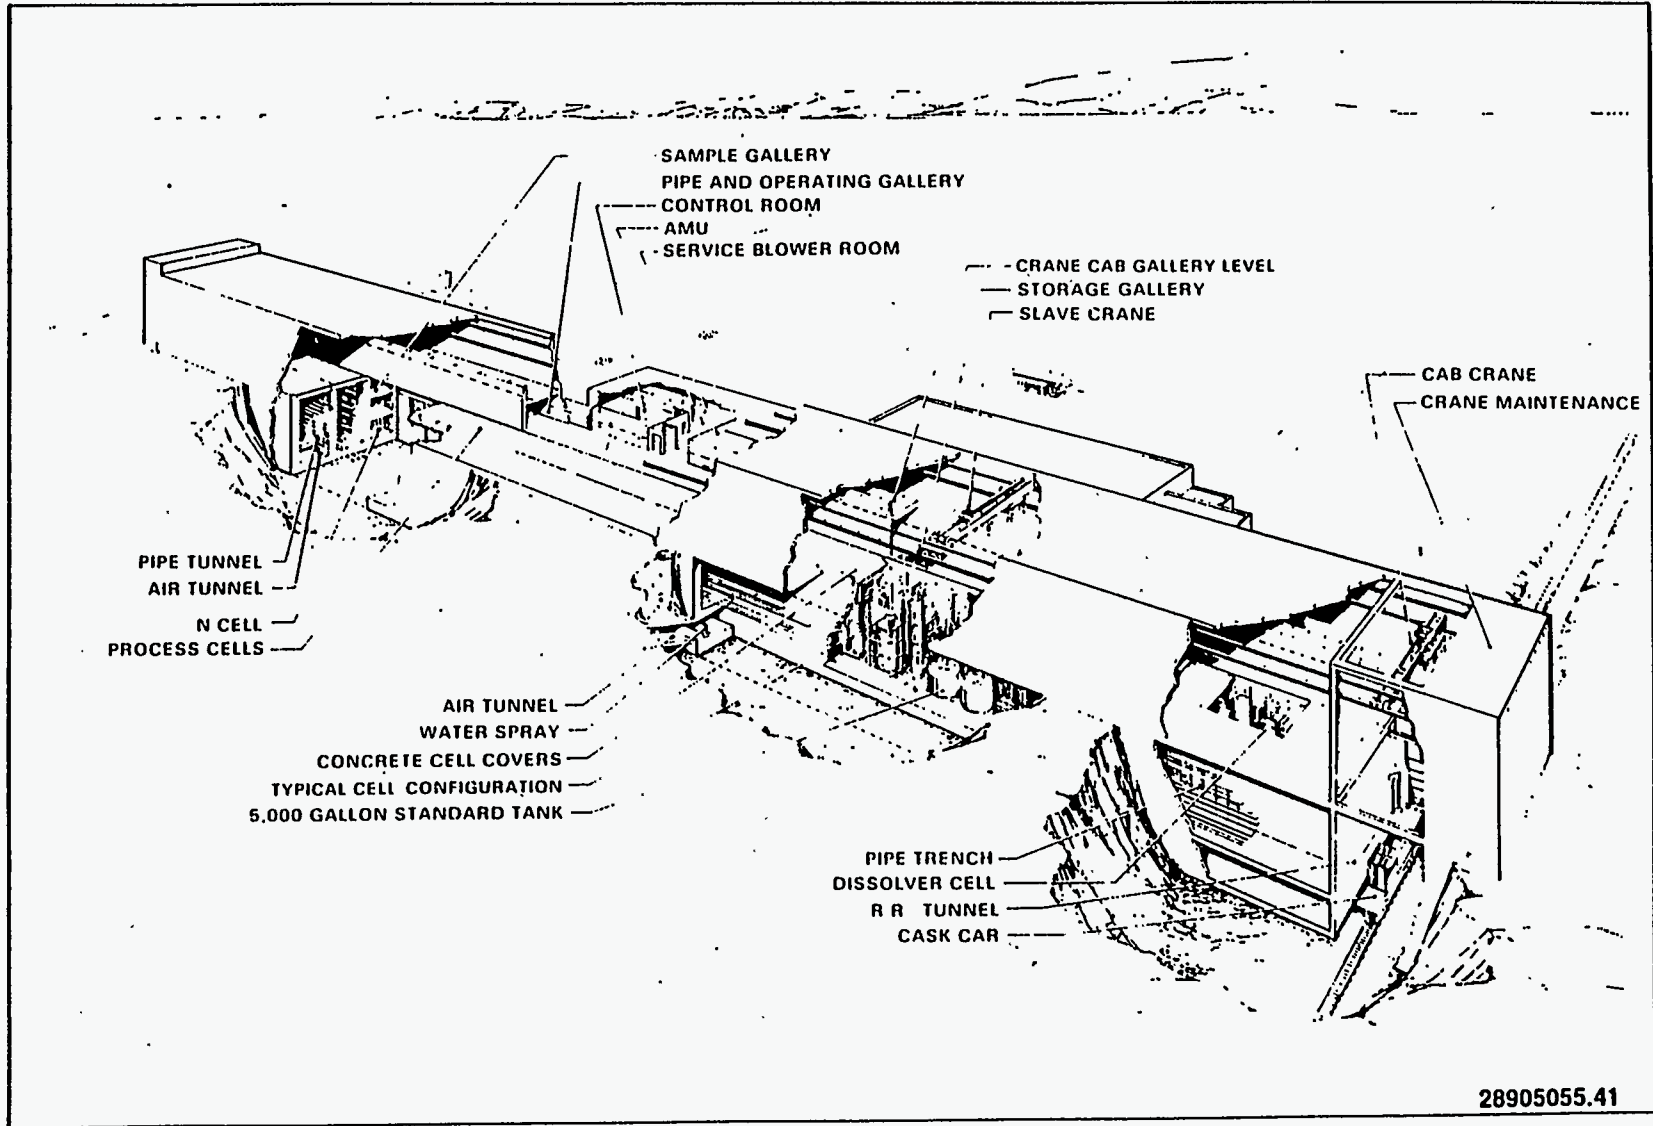 SAMPLE GALLERY
PIPE AND OPERATING GALLERY
CONTROL ROOM
AMU
SERVICE BLOWER ROOM
CRANE CAB GALLERY LEVEL
STORAGE GALLERY
SLAVE CRANE
CAB CRANE
CRANE MAINTENANCE
PIPE TUNNEL
AIR TUNNEL
N CELL
PROCESS CELLS
AIR TUNNEL
WATER SPRAY
CONCRETE CELL COVERS
TYPICAL CELL CONFIGURATION
5,000 GALLON STANDARD TANK
PIPE TRENCH
DISSOLVER CELL
R R TUNNEL
CASK CAR
28905055.41